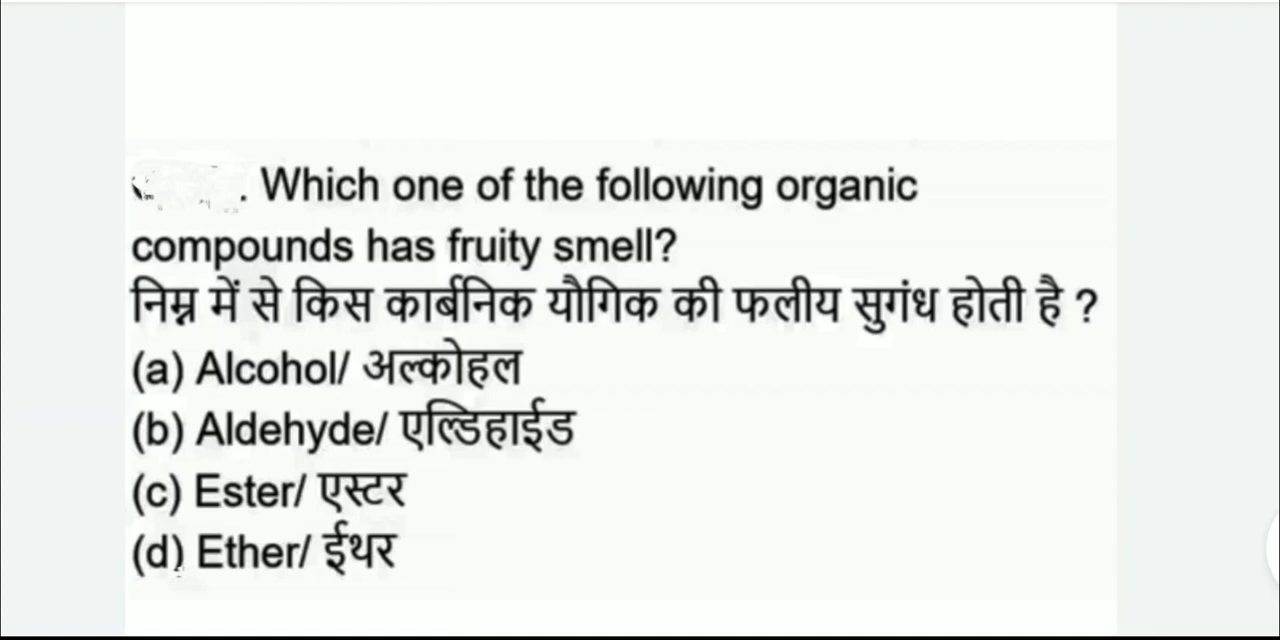 . Which one of the following organic
compounds has fruity smell?
निम्न में से किस कार्बनिक यौगिक की फलीय सुगंध होती है ?
(a) Alcohol/ अल्कोहल
(b) Aldehyde/ एल्डिहाईड
(c) Ester/ एस्टर
(d) Ether/ ईथर